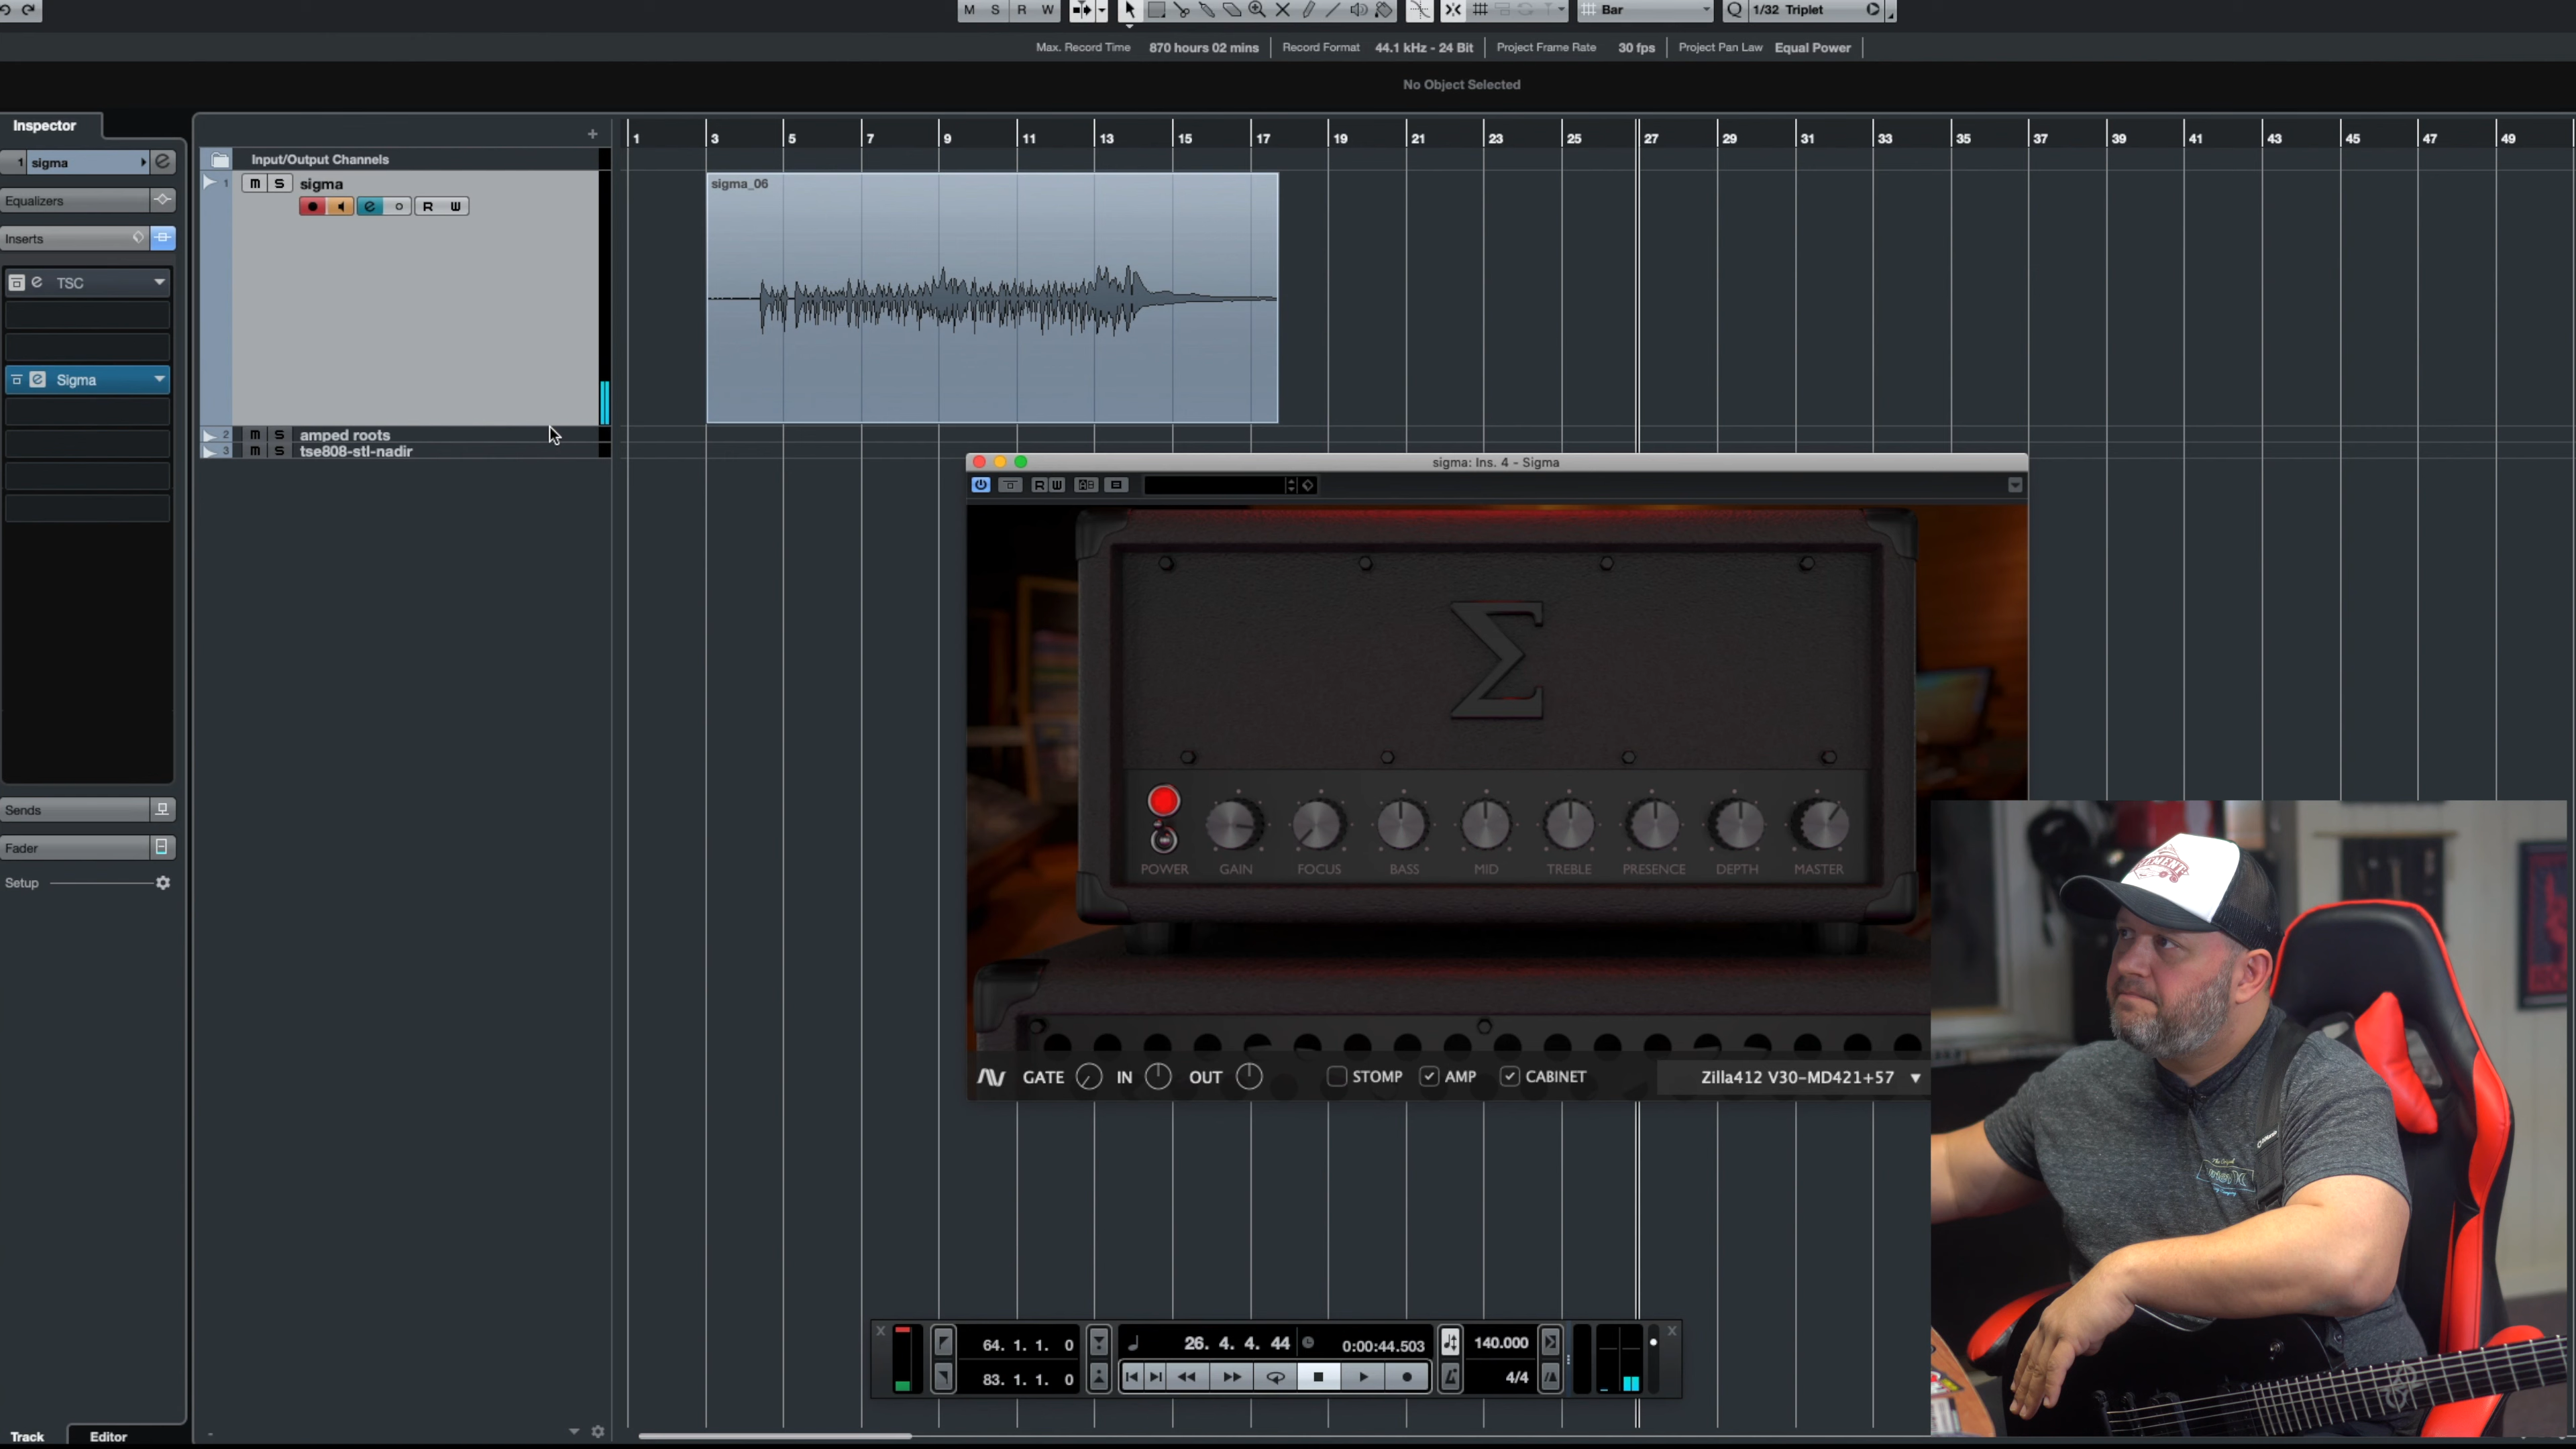 M S R W Bar Q 1/32 Triplet
Max. Record Time 870 hours 02 mins Record Format 44.1 kHz - 24 Bit Project Frame Rate 30 fps Project Pan Law Equal Power
No Object Selected
Inspector
1 3 5 7 9 11 13 15 17 19 21 23 25 27 29 31 33 35 37 39 41 43 45 47 49
Input/Output Channels
1 sigma
1 m S sigma
R W
sigma_06
Equalizers
Inserts
TSC
Sigma
2 m S amped roots
3 m S tse808-stl-nadir
sigma: Ins. 4 - Sigma
R W
Σ
POWER GAIN FOCUS BASS MID TREBLE PRESENCE DEPTH MASTER
GATE IN OUT STOMP AMP CABINET Zilla412 V30-MD421+57
Sends
Fader
Setup
64. 1. 1. 0 26. 4. 4. 44 0:00:44.503 140.000
83. 1. 1. 0 4/4
Track Editor